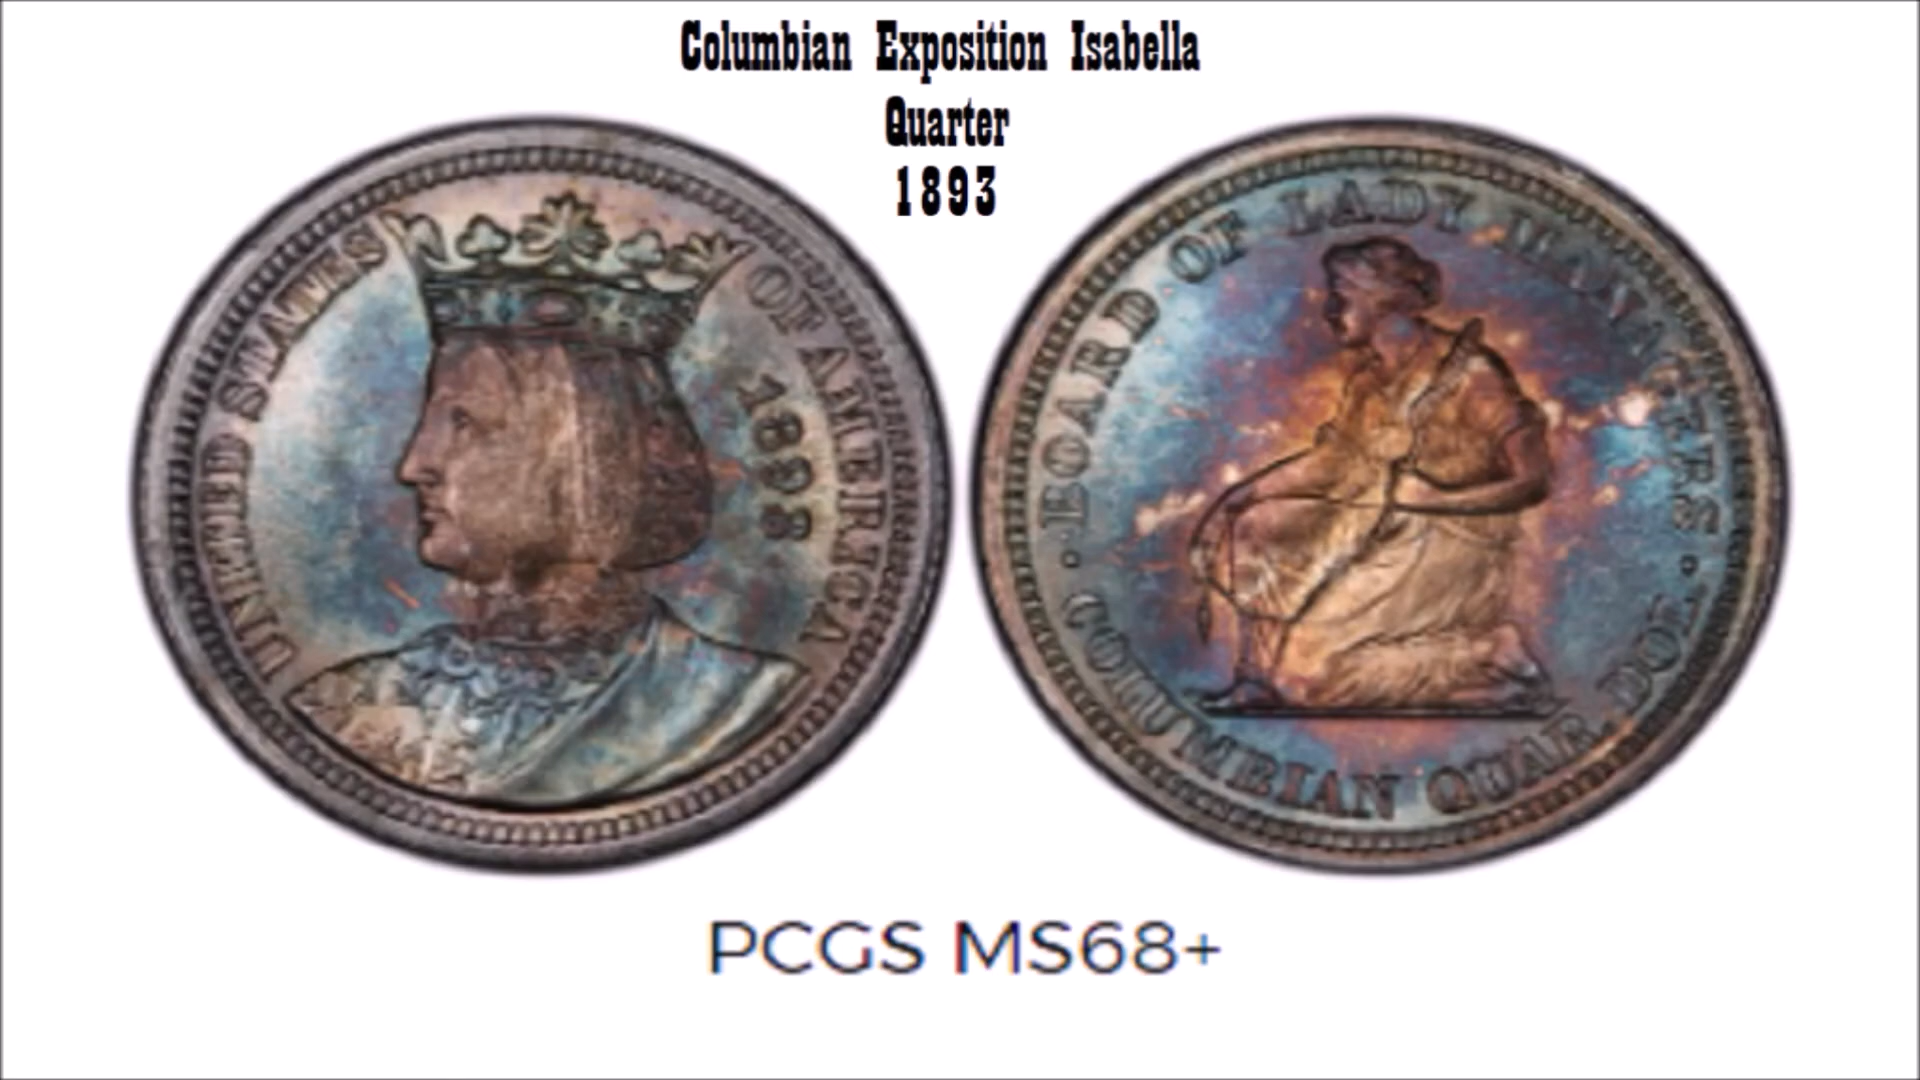 Columbian Exposition Isabella
Quarter
1893
UNITED STATES OF AMERICA
1893
BOARD OF LADY MANAGERS
COLUMBIAN QUAR. DOL.
PCGS MS68+